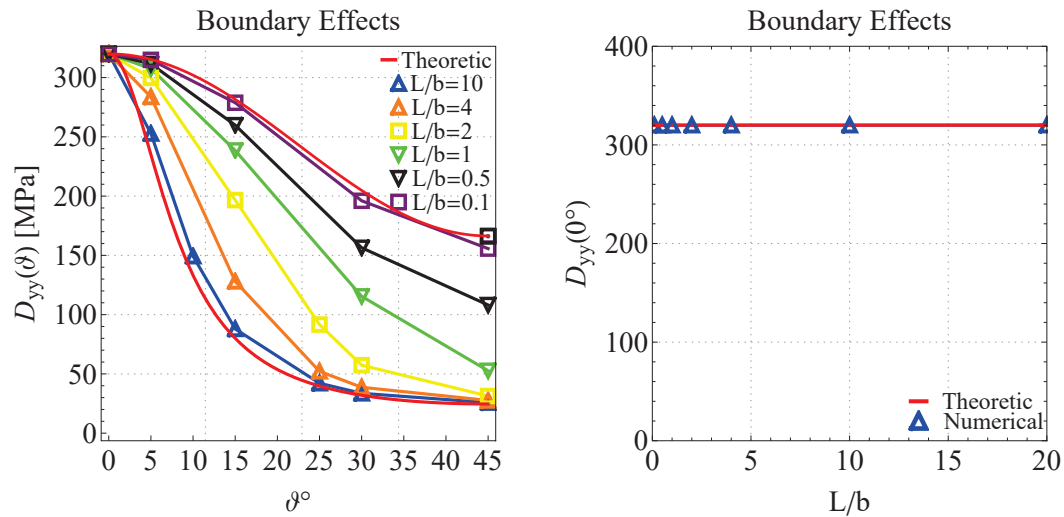 Boundary Effects
D_yy(ϑ) [MPa]
300
250
200
150
100
50
0
0 5 10 15 20 25 30 35 40 45
ϑ°
Theoretic
L/b=10
L/b=4
L/b=2
L/b=1
L/b=0.5
L/b=0.1
Boundary Effects
D_yy(0°)
400
300
200
100
0
0 5 10 15 20
L/b
Theoretic
Numerical